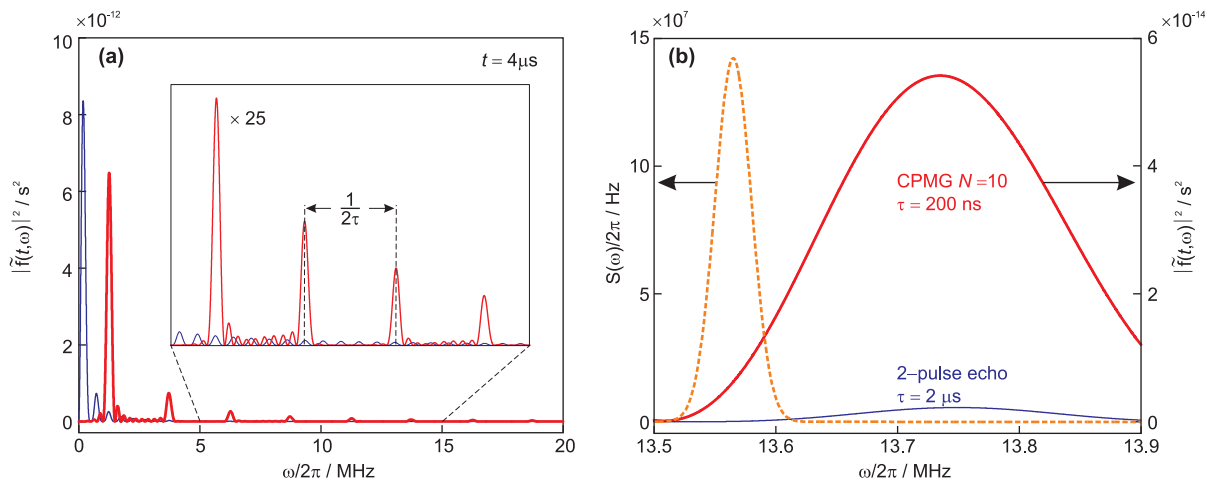 ×10⁻¹²
(a)
t = 4μs
10
8
6
4
2
0
|f̃(t,ω)|² / s²
× 25
1
2τ
0
5
10
15
20
ω/2π / MHz
×10⁷
×10⁻¹⁴
(b)
15
10
5
0
S(ω)/2π / Hz
CPMG N =10
τ = 200 ns
2–pulse echo
τ = 2 μs
6
4
2
0
|f̃(t,ω)|² / s²
13.5
13.6
13.7
13.8
13.9
ω/2π / MHz